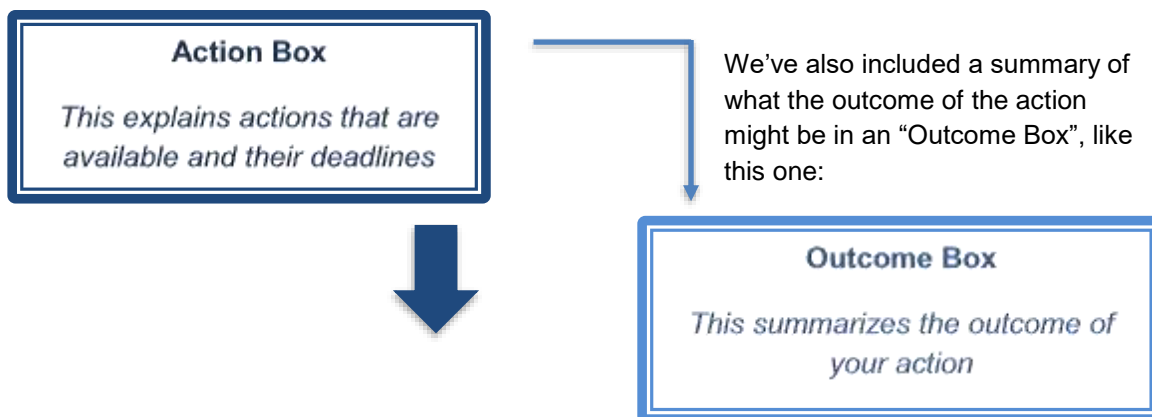 Action Box
This explains actions that are
available and their deadlines
We’ve also included a summary of
what the outcome of the action
might be in an “Outcome Box”, like
this one:
Outcome Box
This summarizes the outcome of
your action